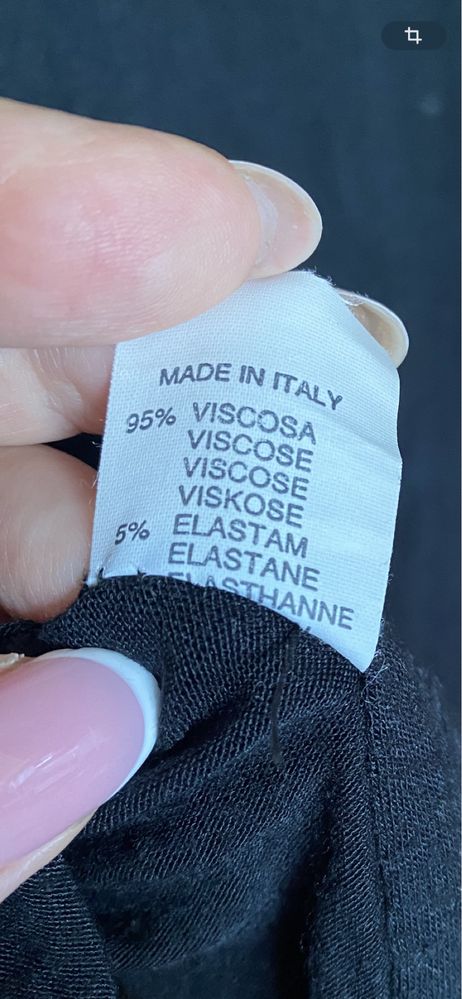 MADE IN ITALY
95% VISCOSA
VISCOSE
VISCOSE
VISKOSE
5% ELASTAM
ELASTANE
ELASTHANNE